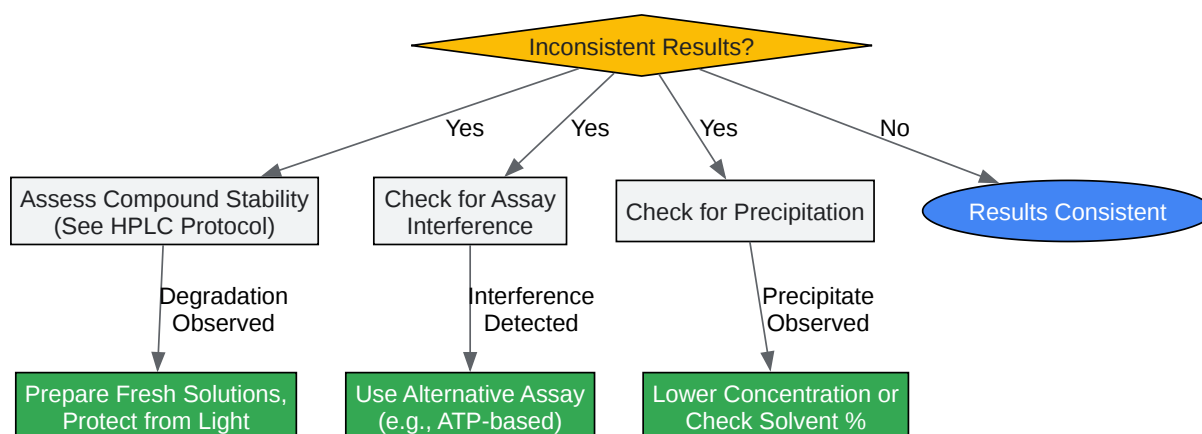 Inconsistent Results?
Yes
Yes
Yes
No
Assess Compound Stability
(See HPLC Protocol)
Check for Assay
Interference
Check for Precipitation
Results Consistent
Degradation
Observed
Interference
Detected
Precipitate
Observed
Prepare Fresh Solutions,
Protect from Light
Use Alternative Assay
(e.g., ATP-based)
Lower Concentration or
Check Solvent %